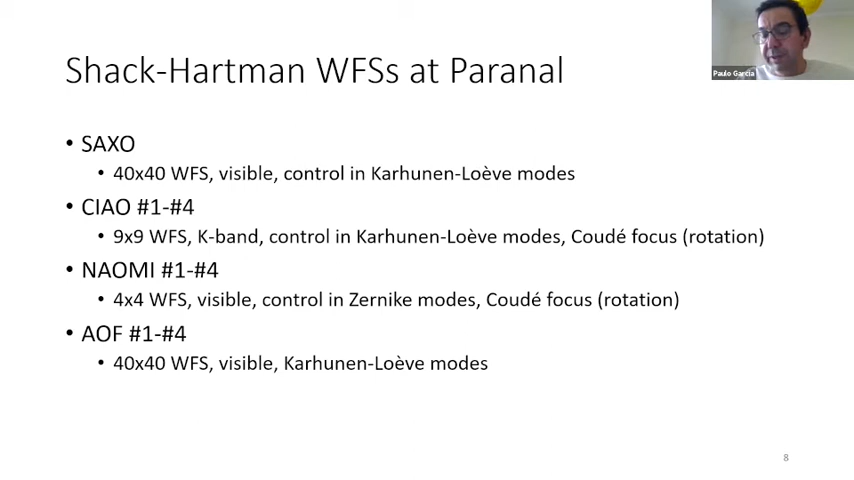 Shack-Hartman WFSs at Paranal
Paulo Garcia
• SAXO
• 40x40 WFS, visible, control in Karhunen-Loève modes
• CIAO #1-#4
• 9x9 WFS, K-band, control in Karhunen-Loève modes, Coudé focus (rotation)
• NAOMI #1-#4
• 4x4 WFS, visible, control in Zernike modes, Coudé focus (rotation)
• AOF #1-#4
• 40x40 WFS, visible, Karhunen-Loève modes
8